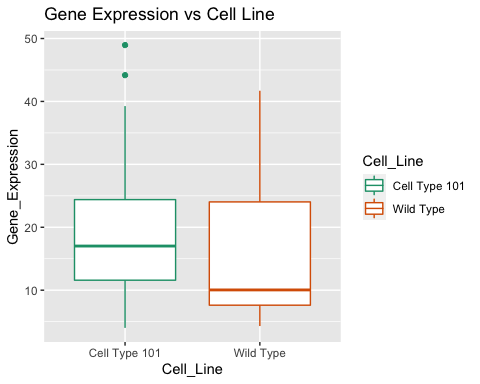 Gene Expression vs Cell Line
50
40
30
20
10
Gene_Expression
Cell Type 101
Wild Type
Cell_Line
Cell_Line
Cell Type 101
Wild Type